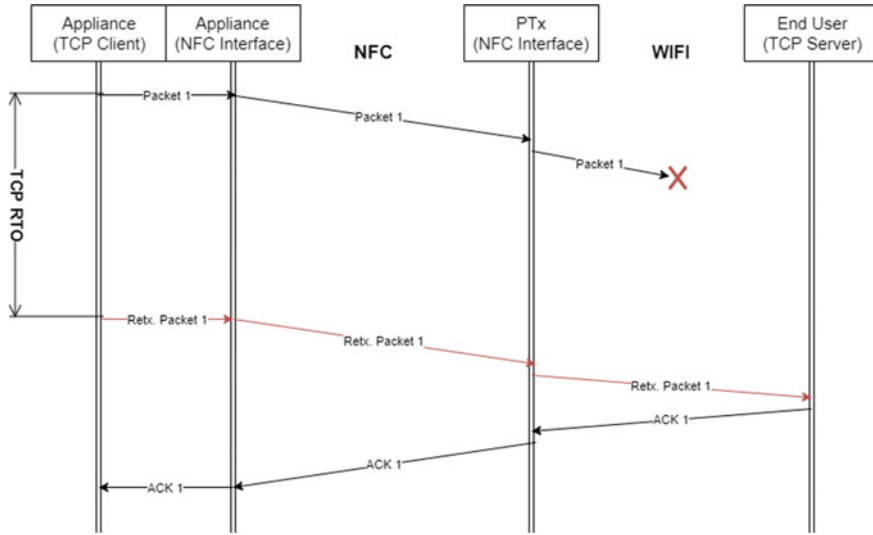 Appliance
(TCP Client)
Appliance
(NFC Interface)
NFC
PTx
(NFC Interface)
WIFI
End User
(TCP Server)
Packet 1
Packet 1
Packet 1
TCP RTO
Retx. Packet 1
Retx. Packet 1
Retx. Packet 1
ACK 1
ACK 1
ACK 1